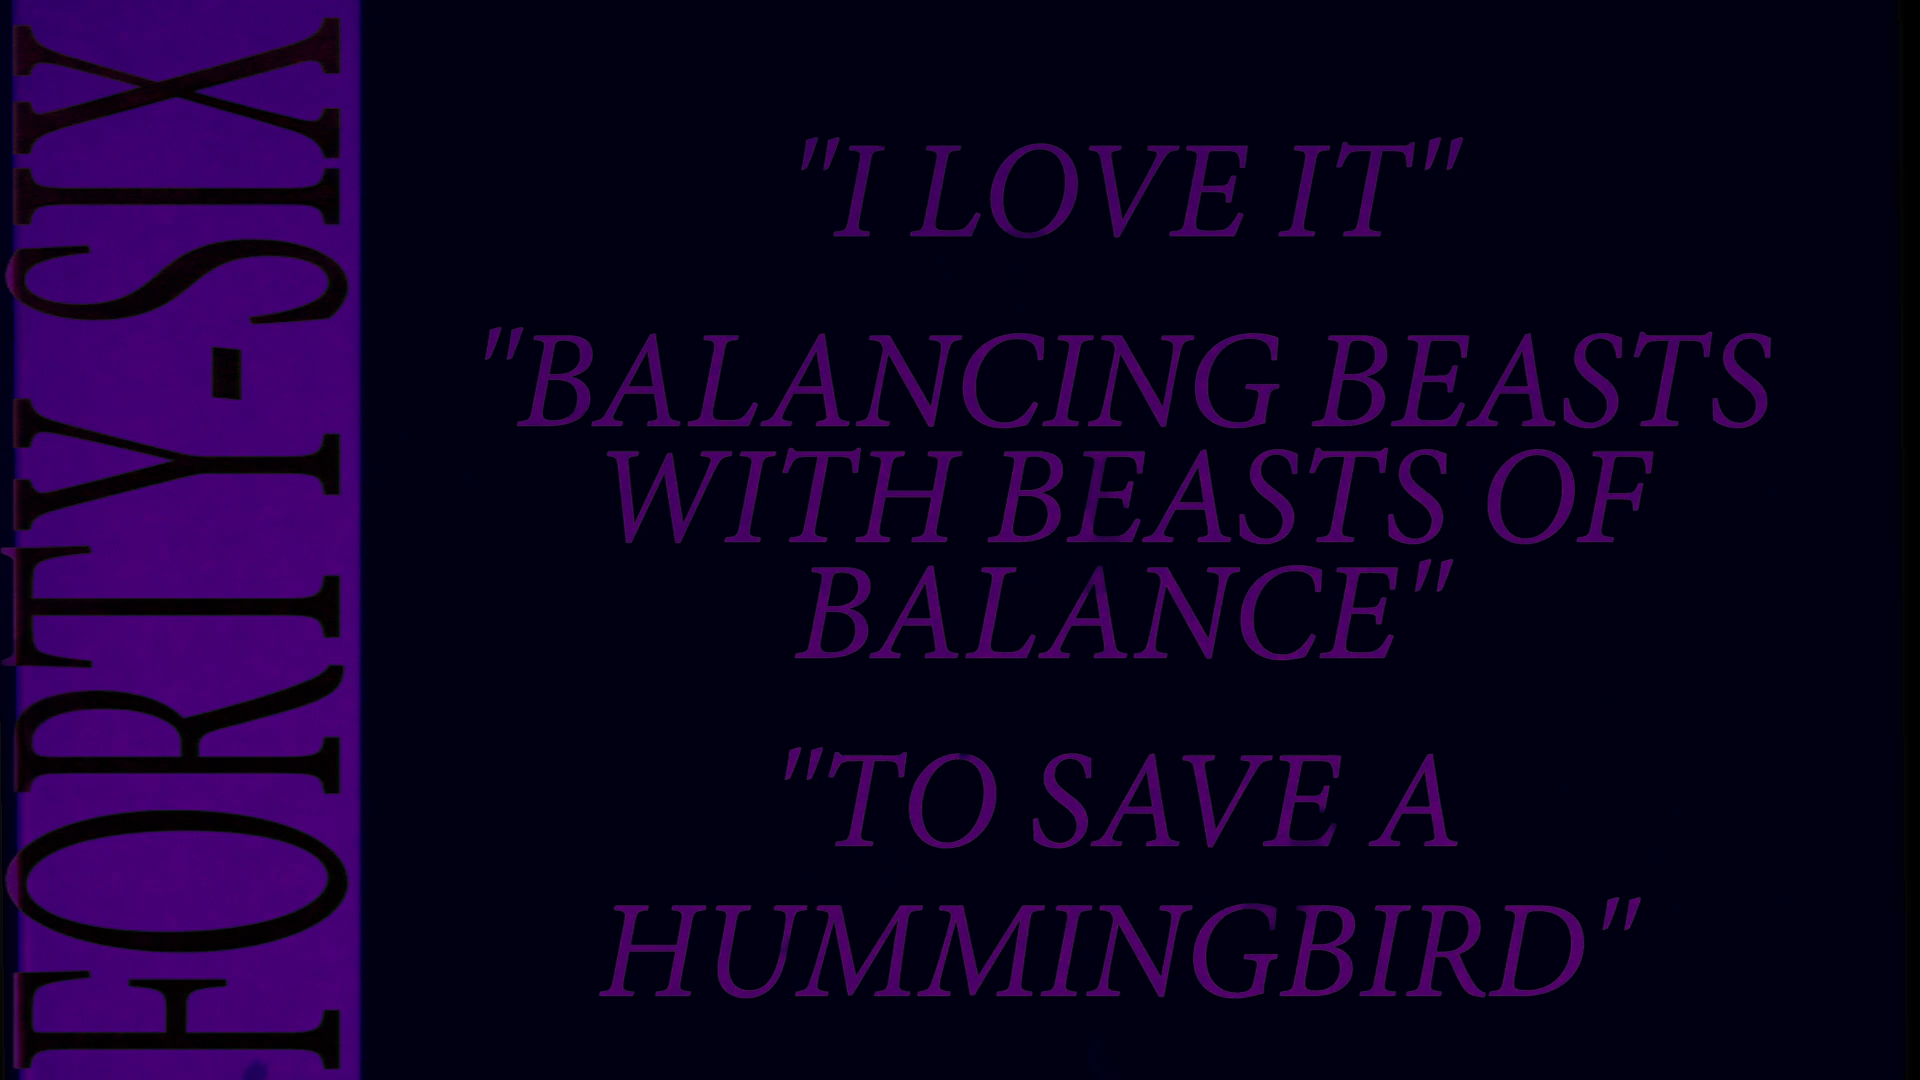 FORTY-SIX
"I LOVE IT"
"BALANCING BEASTS
WITH BEASTS OF
BALANCE"
"TO SAVE A
HUMMINGBIRD"